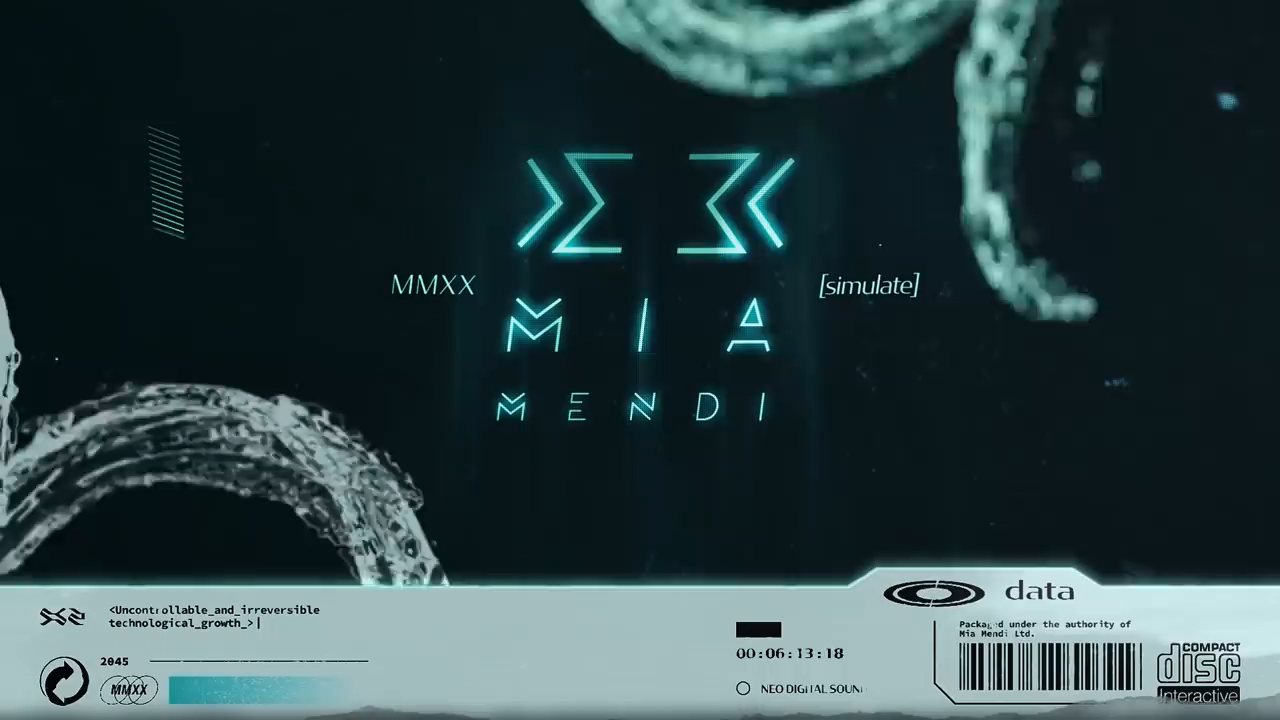 MMXX
[simulate]
MIA
MENDI
data
<Uncontrollable_and_irreversible
technological_growth_>|
Packaged under the authority of
Mia Mendi Ltd.
2045
MMXX
00:06:13:18
NEO DIGITAL SOUN
COMPACT
disc
Interactive